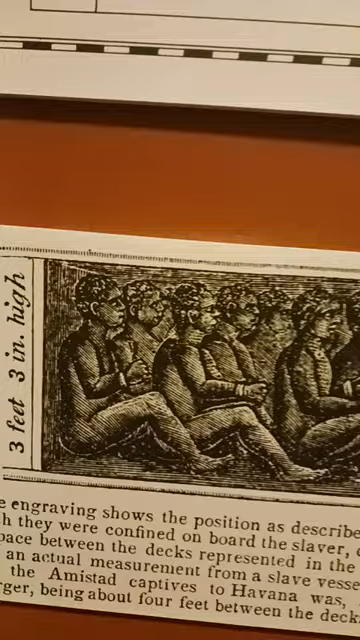 3 feet 3 in. high
engraving shows the position as describe
they were confined on board the slaver,
between the decks represented in the
an actual measurement from a slave vesse
the Amistad captives to Havana was,
being about four feet between the deck